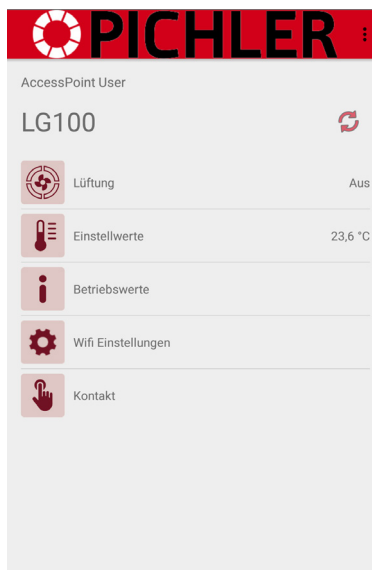 PICHLER
AccessPoint User
LG100
Lüftung Aus
Einstellwerte 23,6 °C
Betriebswerte
Wifi Einstellungen
Kontakt